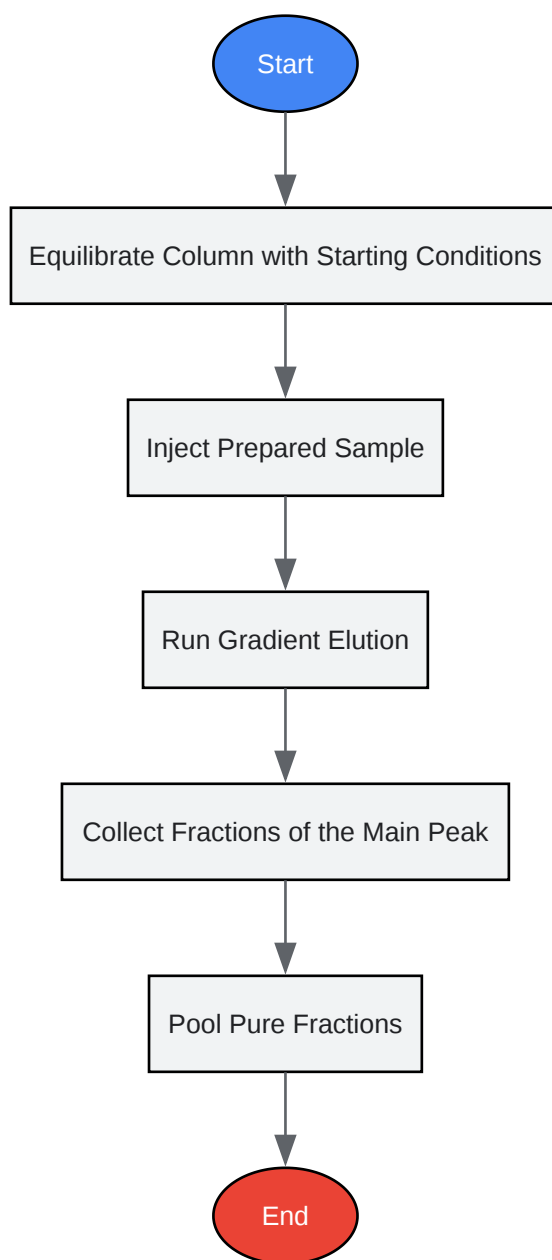 Start
Equilibrate Column with Starting Conditions
Inject Prepared Sample
Run Gradient Elution
Collect Fractions of the Main Peak
Pool Pure Fractions
End